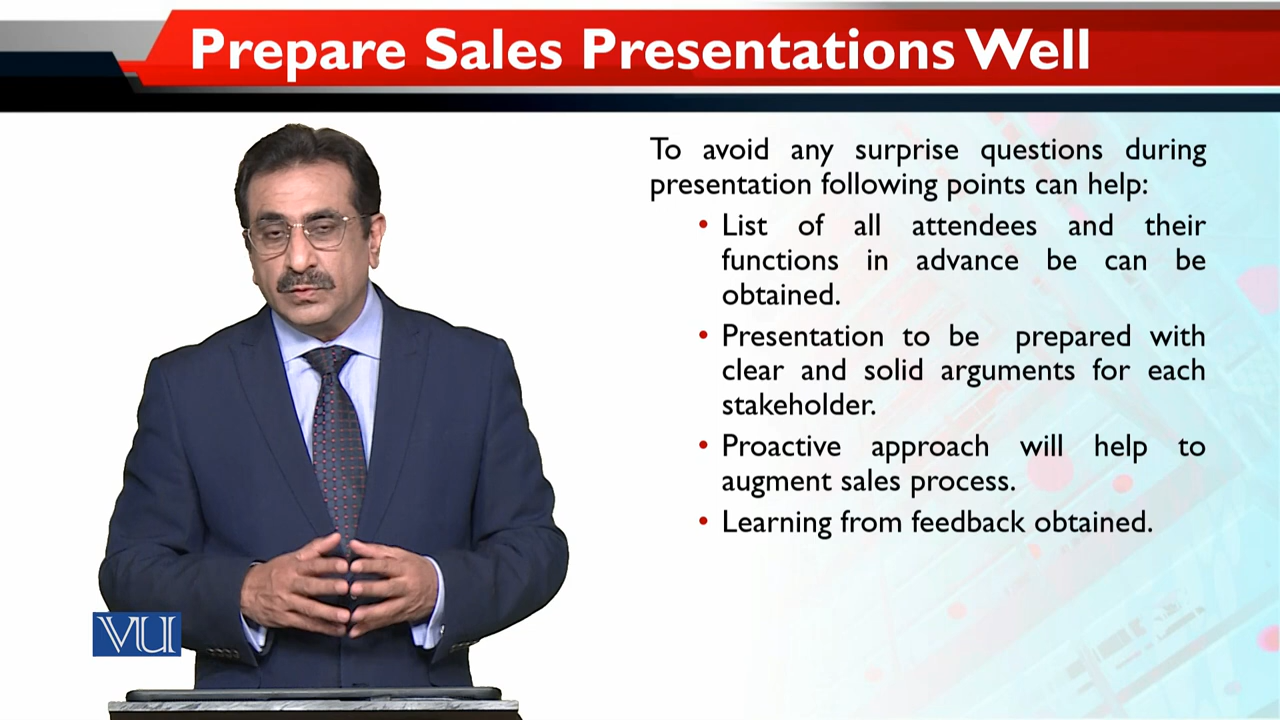 Prepare Sales Presentations Well
To avoid any surprise questions during
presentation following points can help:
• List of all attendees and their
functions in advance be can be
obtained.
• Presentation to be prepared with
clear and solid arguments for each
stakeholder.
• Proactive approach will help to
augment sales process.
• Learning from feedback obtained.
VU